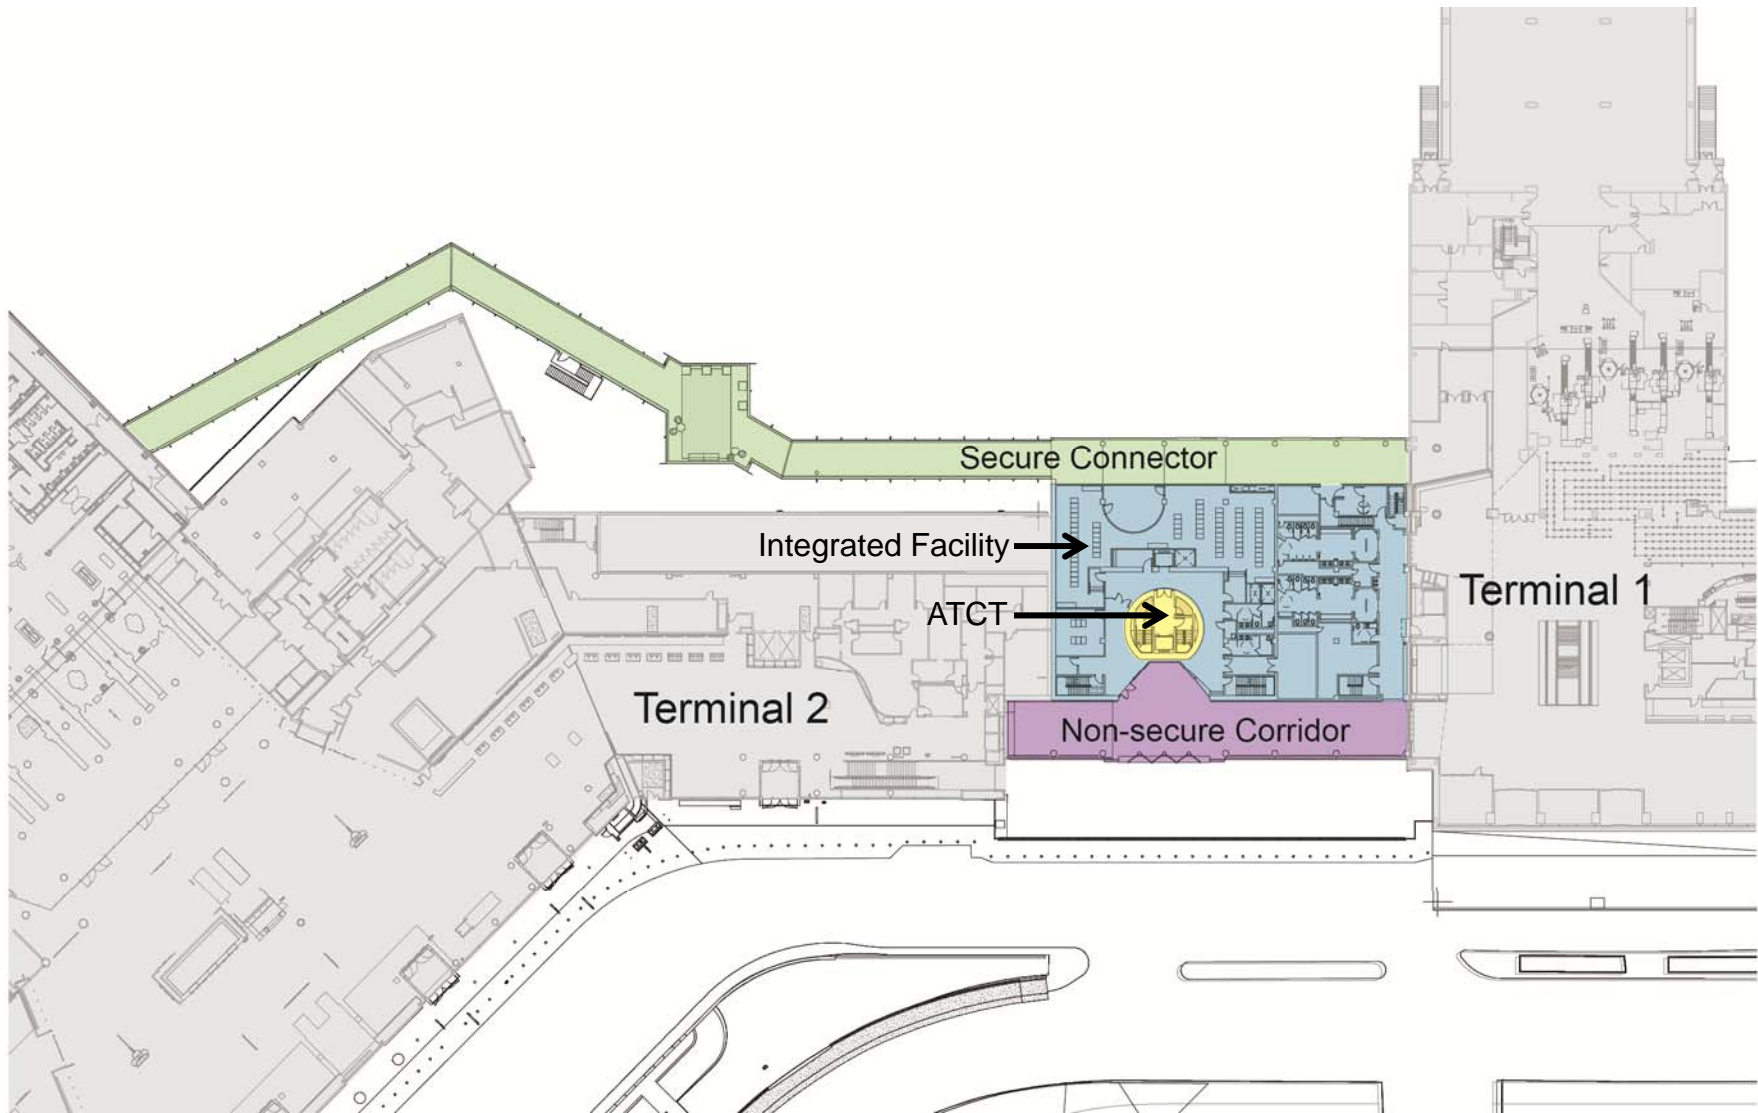 Secure Connector
Integrated Facility
Terminal 1
ATCT
Terminal 2
Non-secure Corridor